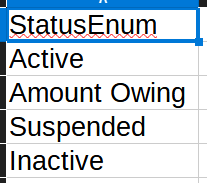 StatusEnum
Active
Amount Owing
Suspended
Inactive